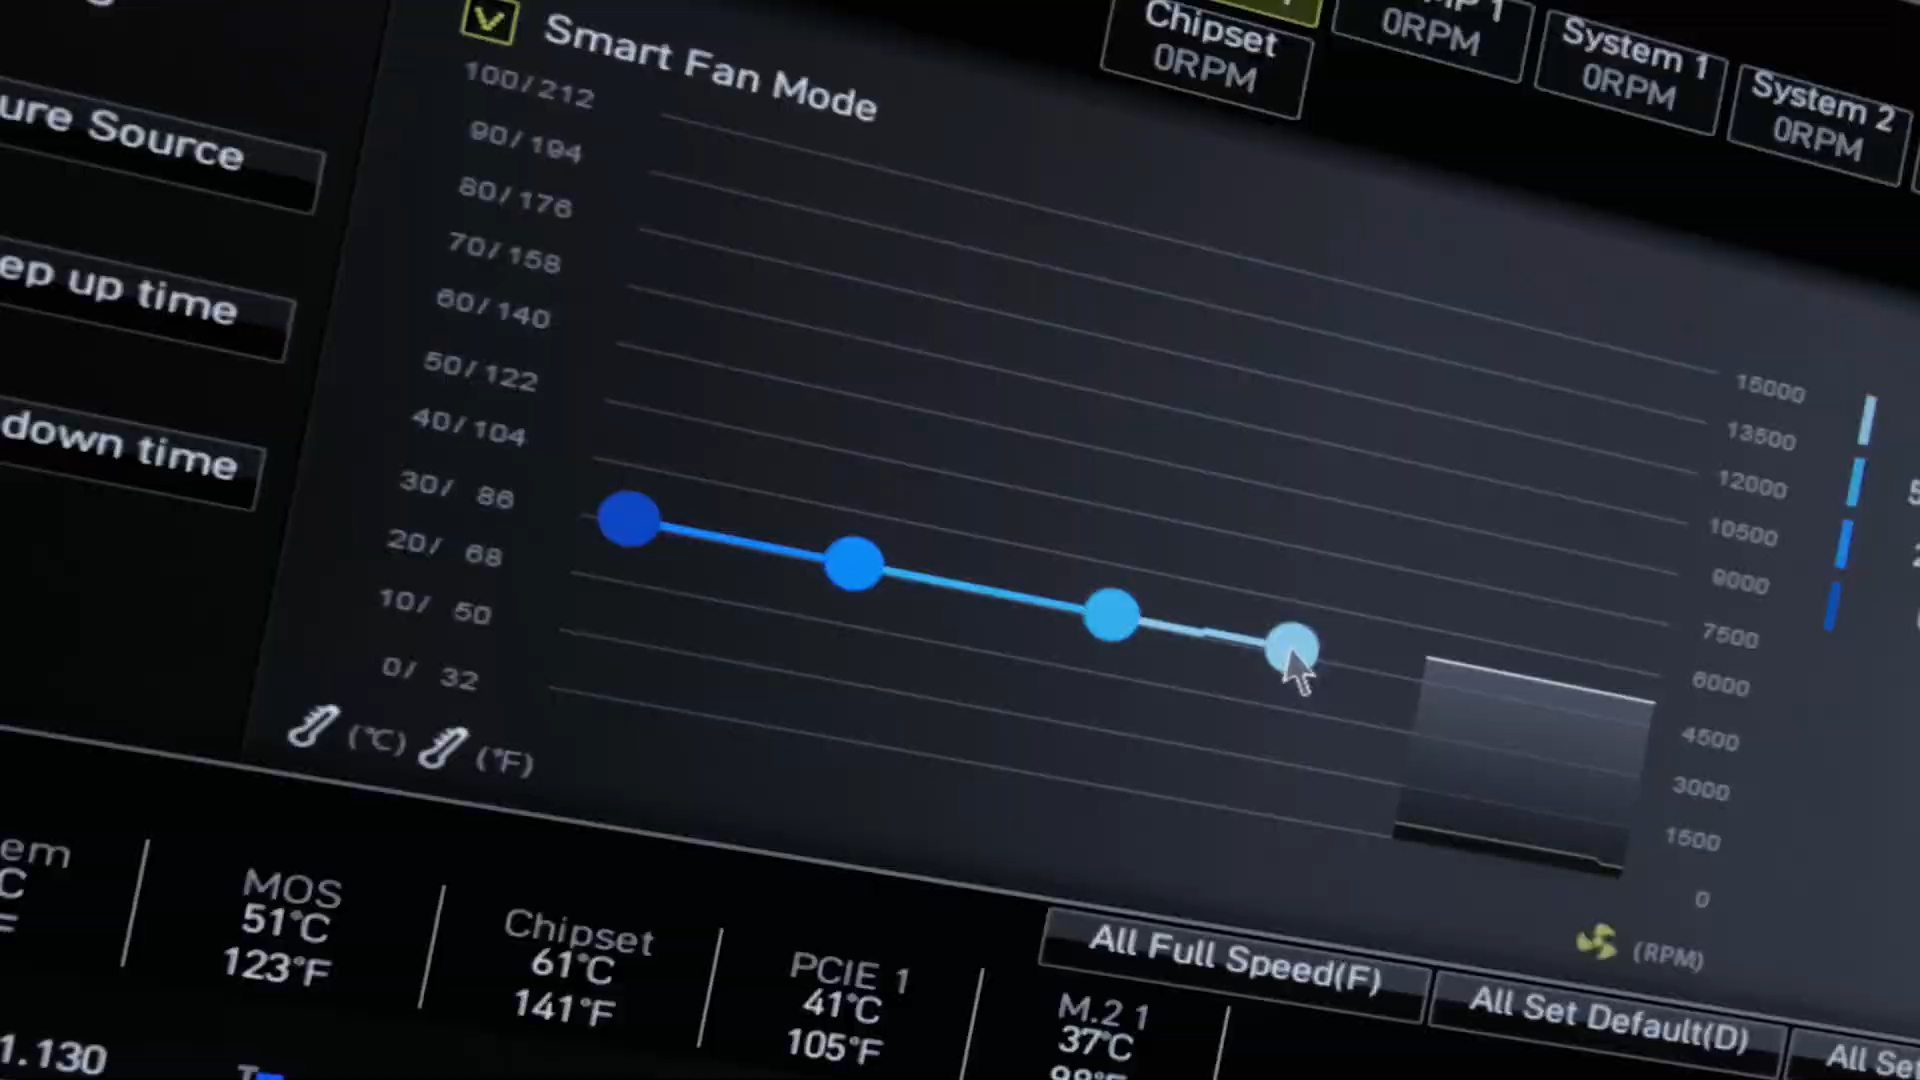 Smart Fan Mode
Chipset
0RPM
0RPM
System 1
0RPM
System 2
0RPM
ure Source
ep up time
down time
100/212
90/194
80/176
70/158
60/140
50/122
40/104
30/ 86
20/ 68
10/ 50
0/ 32
(°C) (°F)
15000
13500
12000
10500
9000
7500
6000
4500
3000
1500
0
(RPM)
em
MOS
51°C
123°F
Chipset
61°C
141°F
PCIE 1
41°C
105°F
M.2 1
37°C
All Full Speed(F)
All Set Default(D)
All Se
1.130